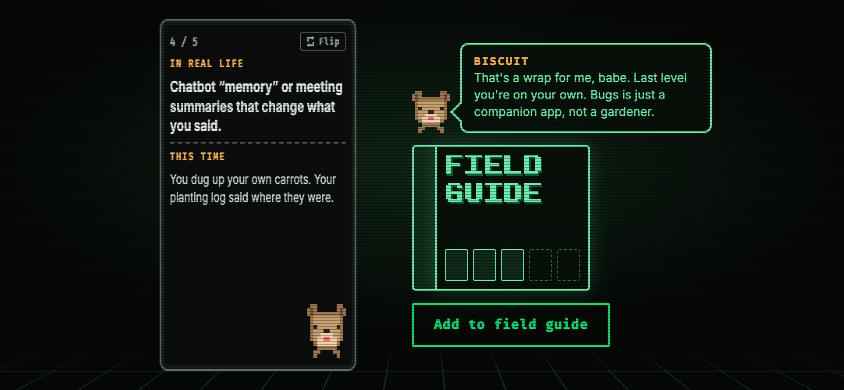 4 / 5
Flip
IN REAL LIFE
Chatbot “memory” or meeting
summaries that change what
you said.
THIS TIME
You dug up your own carrots. Your
planting log said where they were.
BISCUIT
That's a wrap for me, babe. Last level
you're on your own. Bugs is just a
companion app, not a gardener.
FIELD
GUIDE
Add to field guide